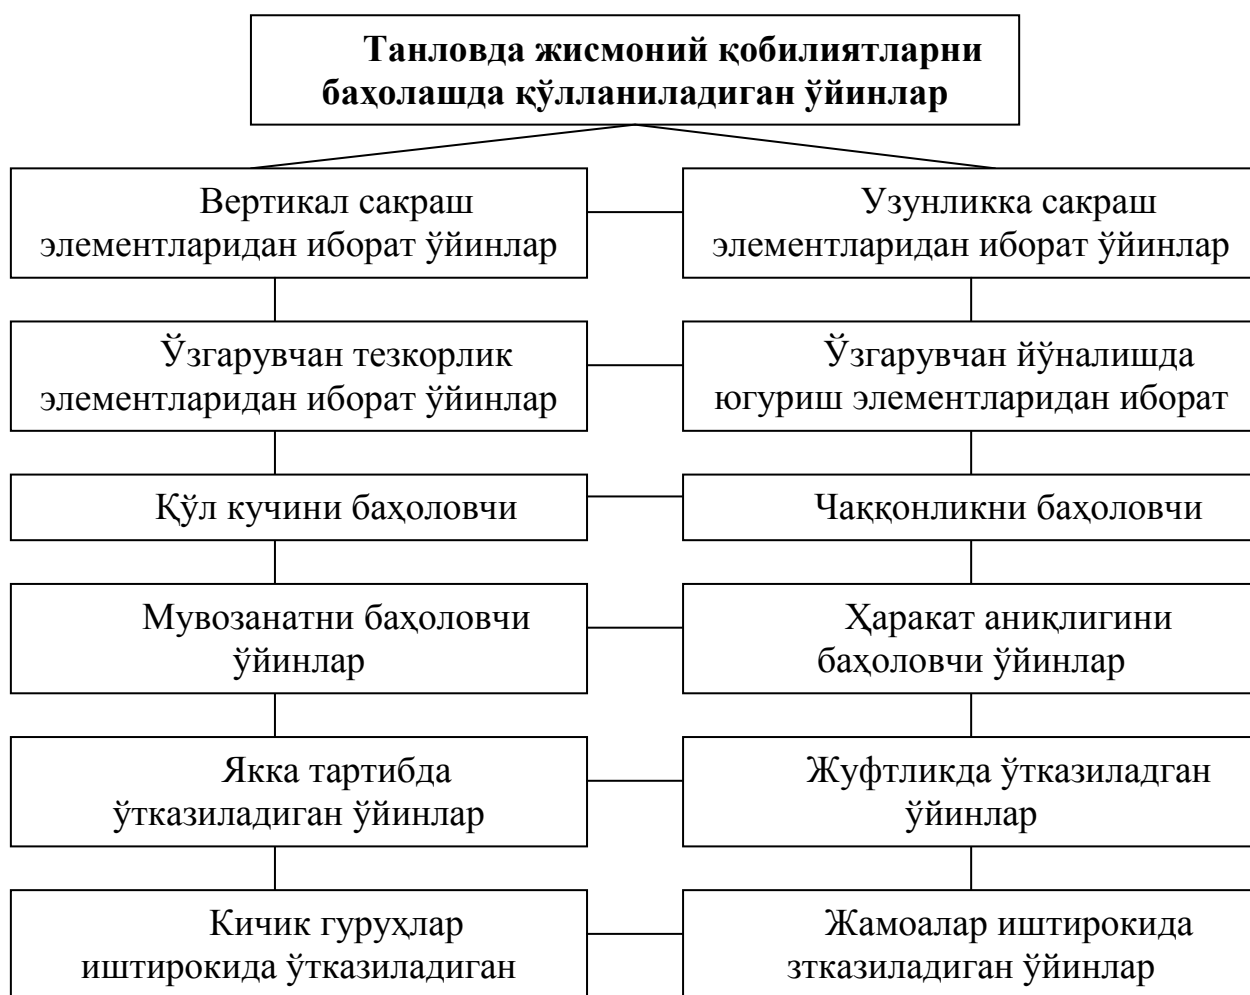 Танловда жисмоний қобилиятларни
баҳолашда қўлланиладиган ўйинлар
Вертикал сакраш
элементларидан иборат ўйинлар
Узунликка сакраш
элементларидан иборат ўйинлар
Ўзгарувчан тезкорлик
элементларидан иборат ўйинлар
Ўзгарувчан йўналишда
югуриш элементларидан иборат
Қўл кучини баҳоловчи
Чаққонликни баҳоловчи
Мувозанатни баҳоловчи
ўйинлар
Ҳаракат аниқлигини
баҳоловчи ўйинлар
Якка тартибда
ўтказиладиган ўйинлар
Жуфтликда ўтказиладган
ўйинлар
Кичик гуруҳлар
иштирокида ўтказиладиган
Жамоалар иштирокида
зтказиладиган ўйинлар